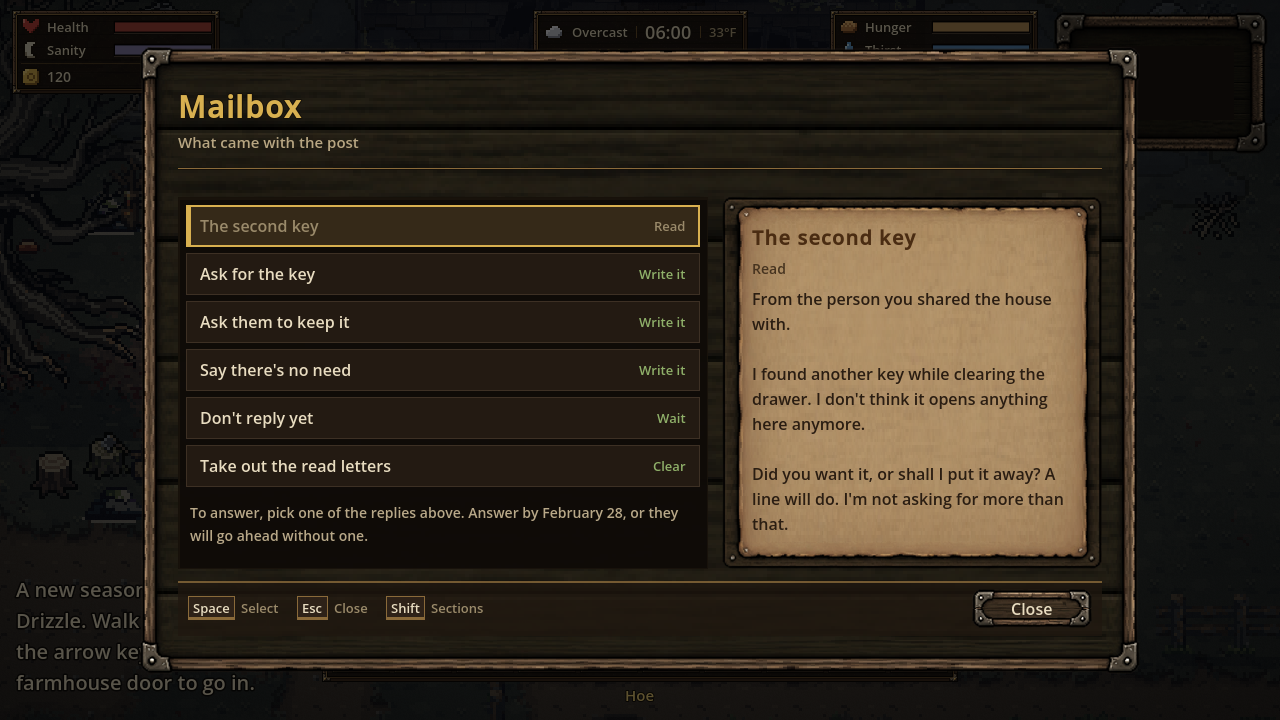 Health
Sanity
120
Overcast 06:00 33°F
Hunger
Thirst
Mailbox
What came with the post
The second key Read
Ask for the key Write it
Ask them to keep it Write it
Say there's no need Write it
Don't reply yet Wait
Take out the read letters Clear
To answer, pick one of the replies above. Answer by February 28, or they
will go ahead without one.
The second key
Read
From the person you shared the house
with.
I found another key while clearing the
drawer. I don't think it opens anything
here anymore.
Did you want it, or shall I put it away? A
line will do. I'm not asking for more than
that.
Space Select Esc Close Shift Sections
Close
A new season
Drizzle. Walk
the arrow key
farmhouse door to go in.
Hoe